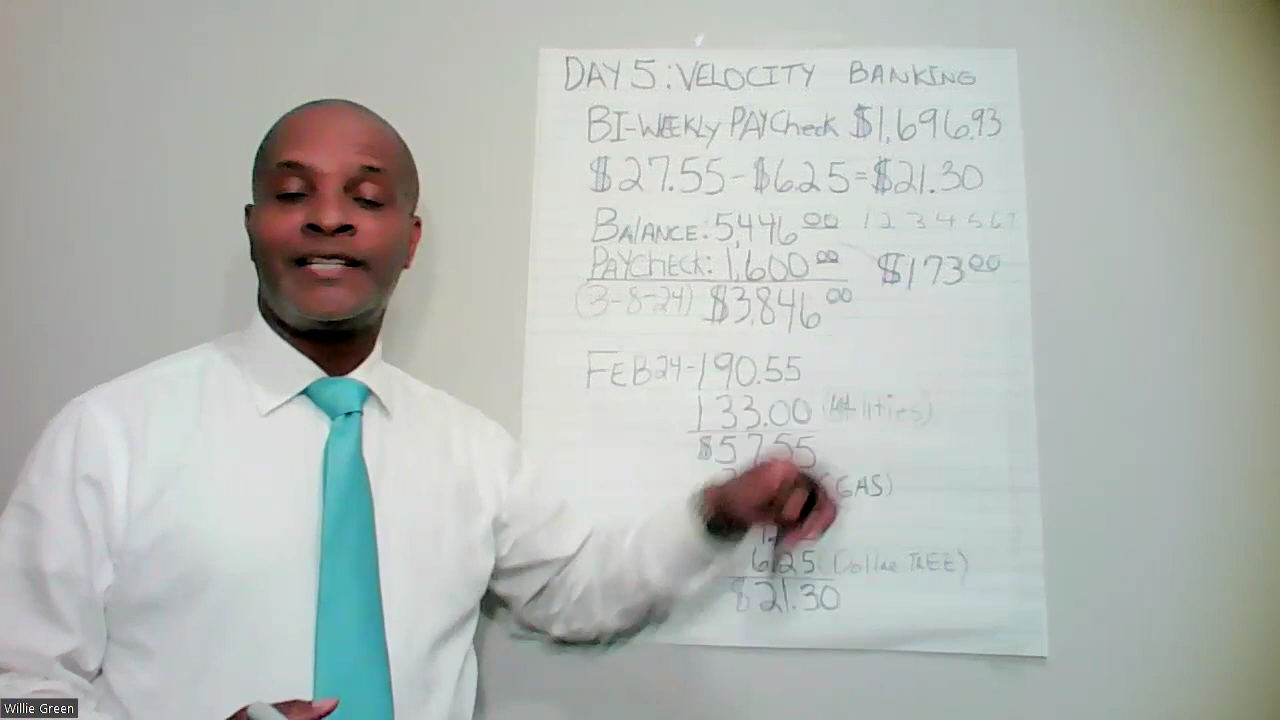 DAY 5: VELOCITY BANKING
BI-WEEKLY PAYCheck $1,696.93
$27.55-$6.25=$21.30
BAlANCE: 5,446 00 1 2 3 4 5 6 7
PAYCHECK: 1,600 00 $173 00
(3-8-24) $3,846 00
FEB24-190.55
133.00 (Utilities)
$57.55
GAS)
6.25 (Dollar TREE)
$21.30
Willie Green